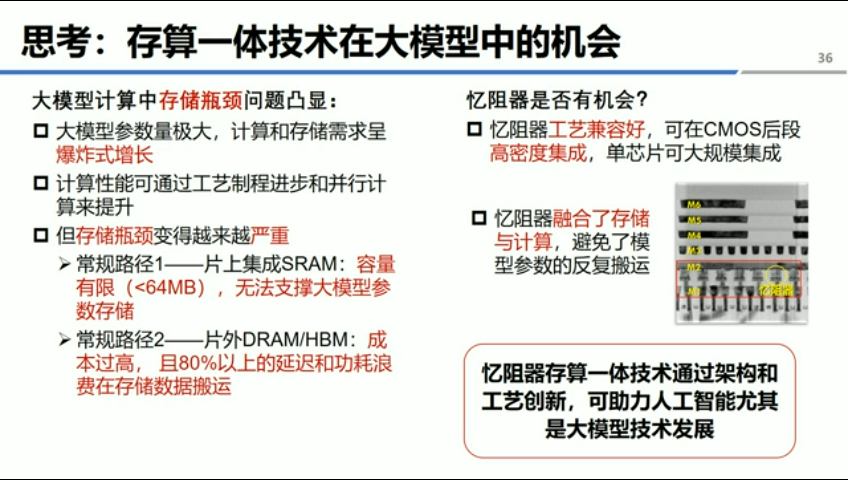 思考：存算一体技术在大模型中的机会
36
大模型计算中存储瓶颈问题凸显：
大模型参数量极大，计算和存储需求呈
爆炸式增长
计算性能可通过工艺制程进步和并行计
算来提升
但存储瓶颈变得越来越严重
常规路径1——片上集成SRAM：容量
有限（<64MB），无法支撑大模型参
数存储
常规路径2——片外DRAM/HBM：成
本过高， 且80%以上的延迟和功耗浪
费在存储数据搬运
忆阻器是否有机会？
忆阻器工艺兼容好，可在CMOS后段
高密度集成，单芯片可大规模集成
忆阻器融合了存储
与计算，避免了模
型参数的反复搬运
M6
M5
M4
M3
M2
忆阻器
M1
忆阻器存算一体技术通过架构和
工艺创新，可助力人工智能尤其
是大模型技术发展